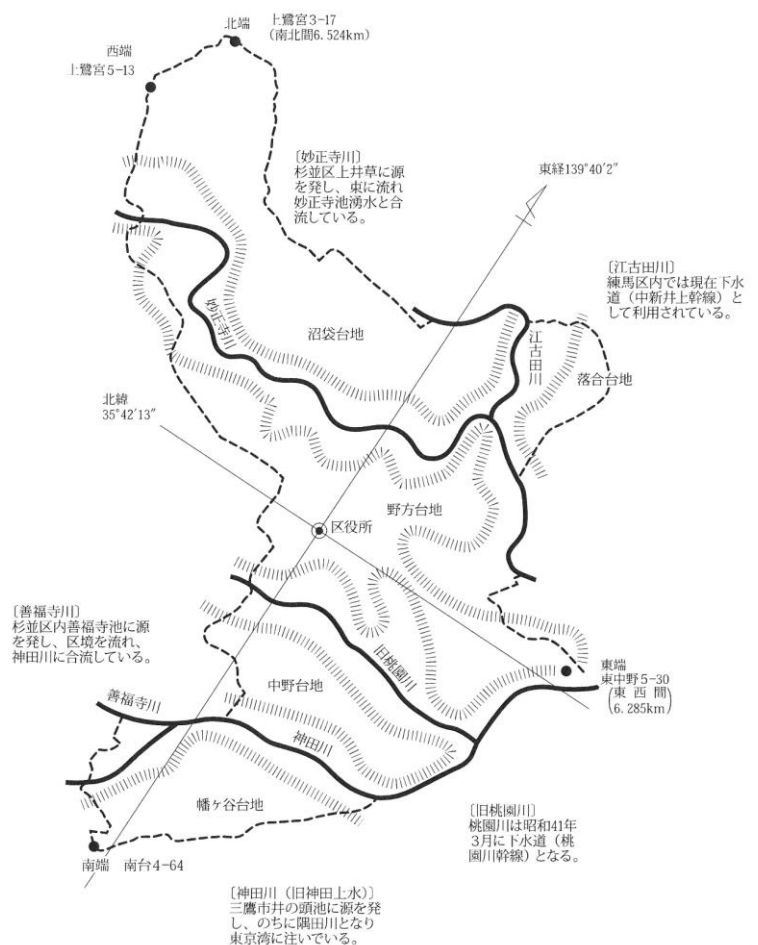 北端
上鷺宮3-17
(南北間6.524km)
西端
上鷺宮5-13
〔妙正寺川〕
杉並区上井草に源
を発し、東に流れ
妙正寺池湧水と合
流している。
東経139°40′2″
〔江古田川〕
練馬区内では現在下水
道（中新井上幹線）と
して利用されている。
妙正寺川
沼袋台地
江古田川
落合台地
北緯
35°42′13″
野方台地
区役所
〔善福寺川〕
杉並区内善福寺池に源
を発し、区境を流れ、
神田川に合流している。
旧桃園川
中野台地
善福寺川
神田川
東端
東中野5-30
(東西間
6.285km)
幡ヶ谷台地
〔旧桃園川〕
桃園川は昭和41年
3月に下水道（桃
園川幹線）となる。
南端 南台4-64
〔神田川（旧神田上水）〕
三鷹市井の頭池に源を発
し、のちに隅田川となり
東京湾に注いでいる。